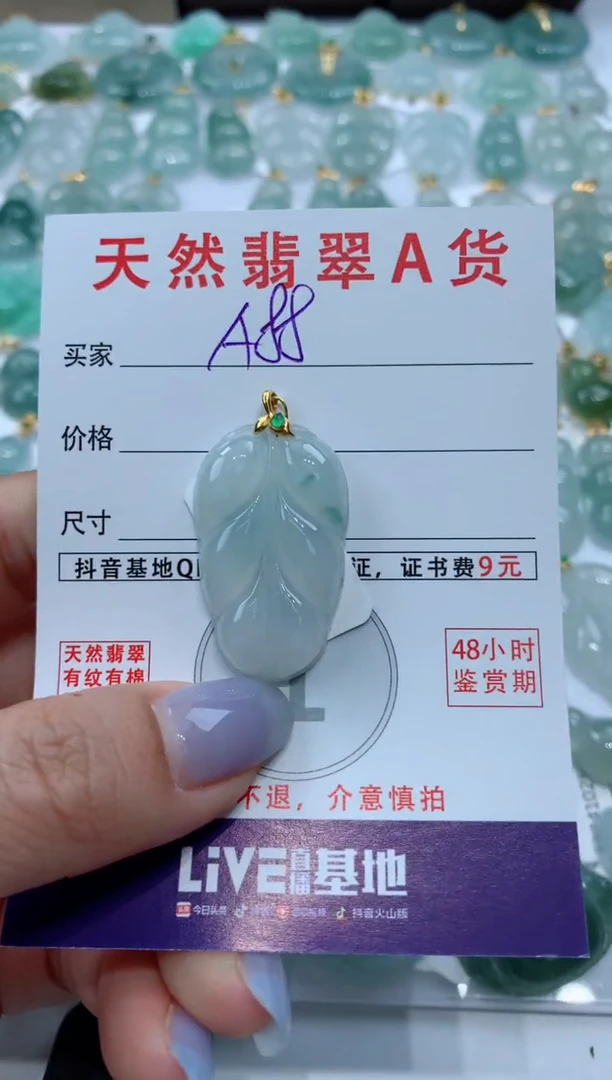 天然翡翠A货
买家 A88
价格
尺寸
抖音基地Q 证，证书费9元
天然翡翠
有纹有棉
48小时
鉴赏期
不退，介意慎拍
LiVE直播基地
今日头条 抖音火山版